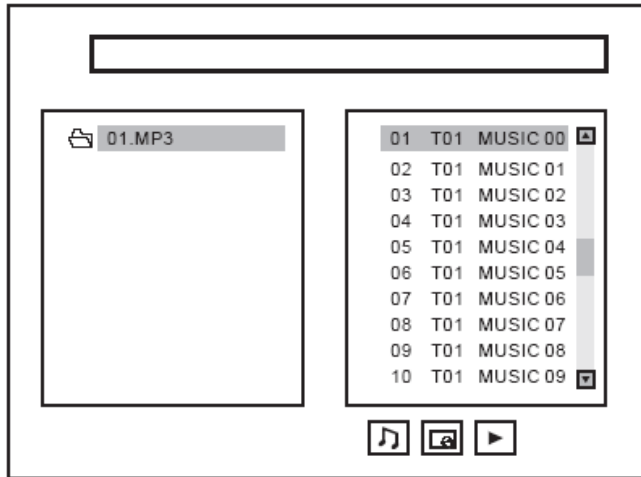 01.MP3
01 T01 MUSIC 00
02 T01 MUSIC 01
03 T01 MUSIC 02
04 T01 MUSIC 03
05 T01 MUSIC 04
06 T01 MUSIC 05
07 T01 MUSIC 06
08 T01 MUSIC 07
09 T01 MUSIC 08
10 T01 MUSIC 09